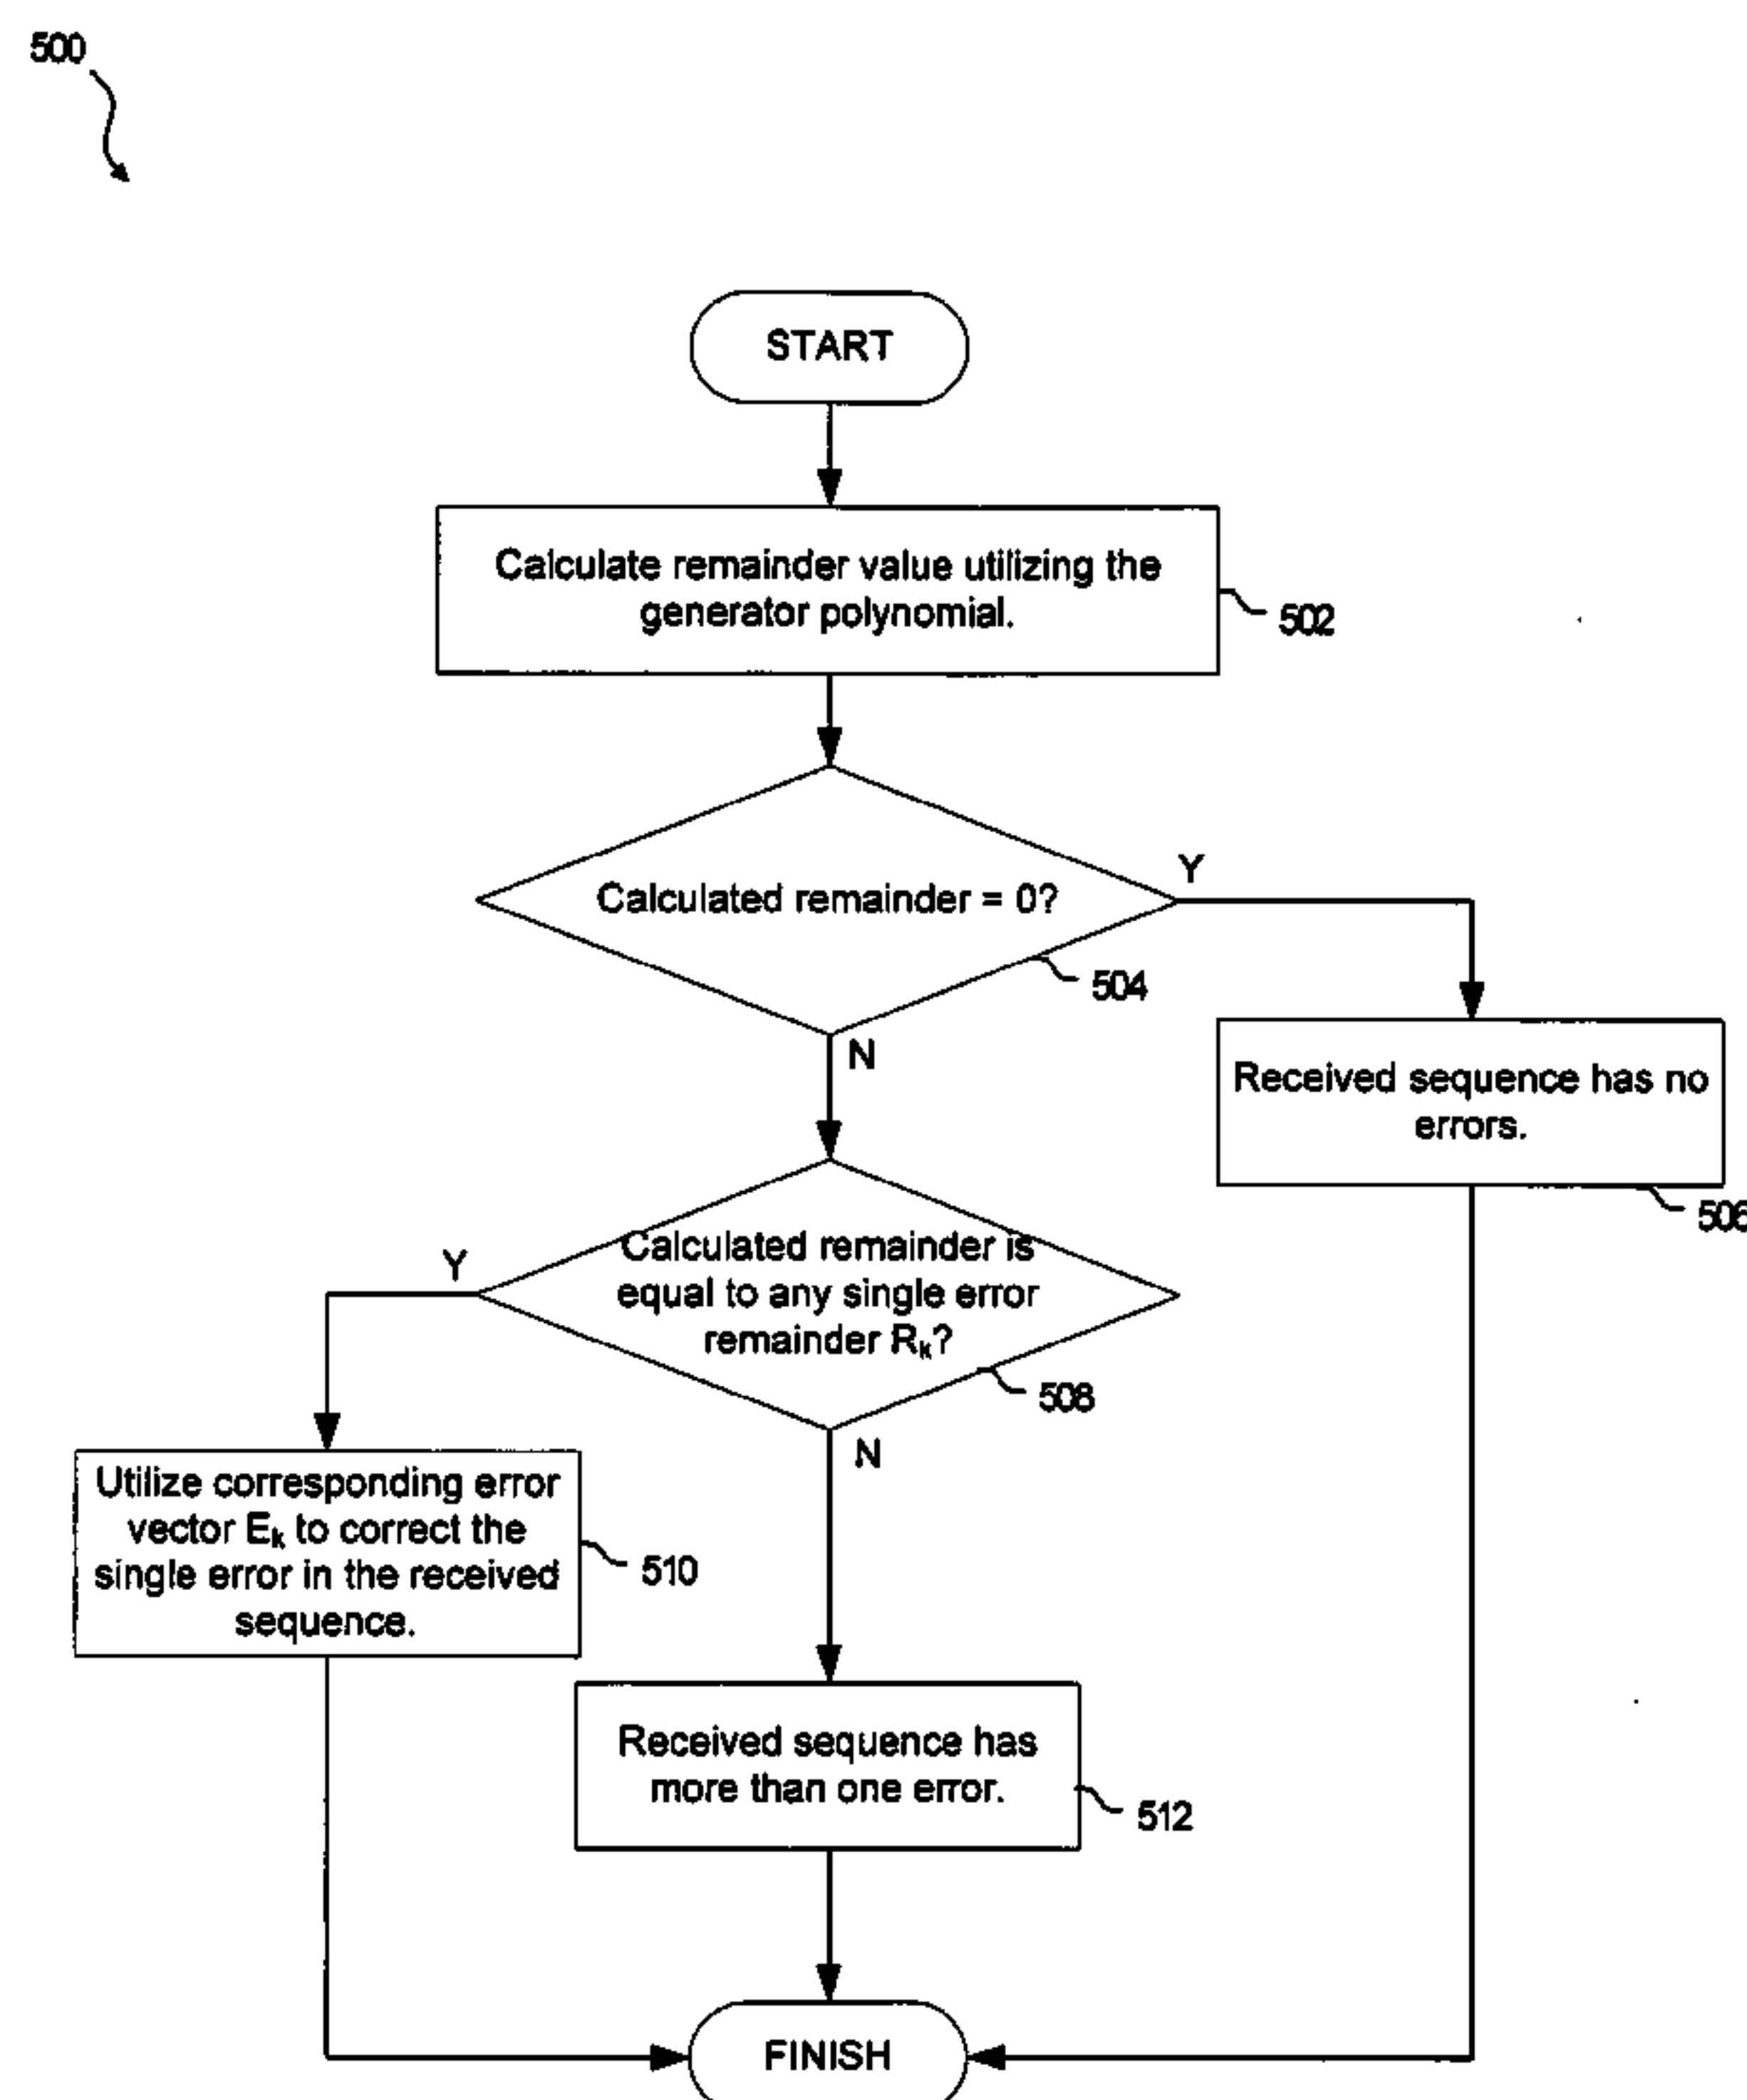 500
START
Calculate remainder value utilizing the
generator polynomial.
502
Calculated remainder = 0?
Y
504
N
Received sequence has no
errors.
506
Calculated remainder is
equal to any single error
remainder Rk?
Y
508
N
Utilize corresponding error
vector Ek to correct the
single error in the received
sequence.
510
Received sequence has
more than one error.
512
FINISH